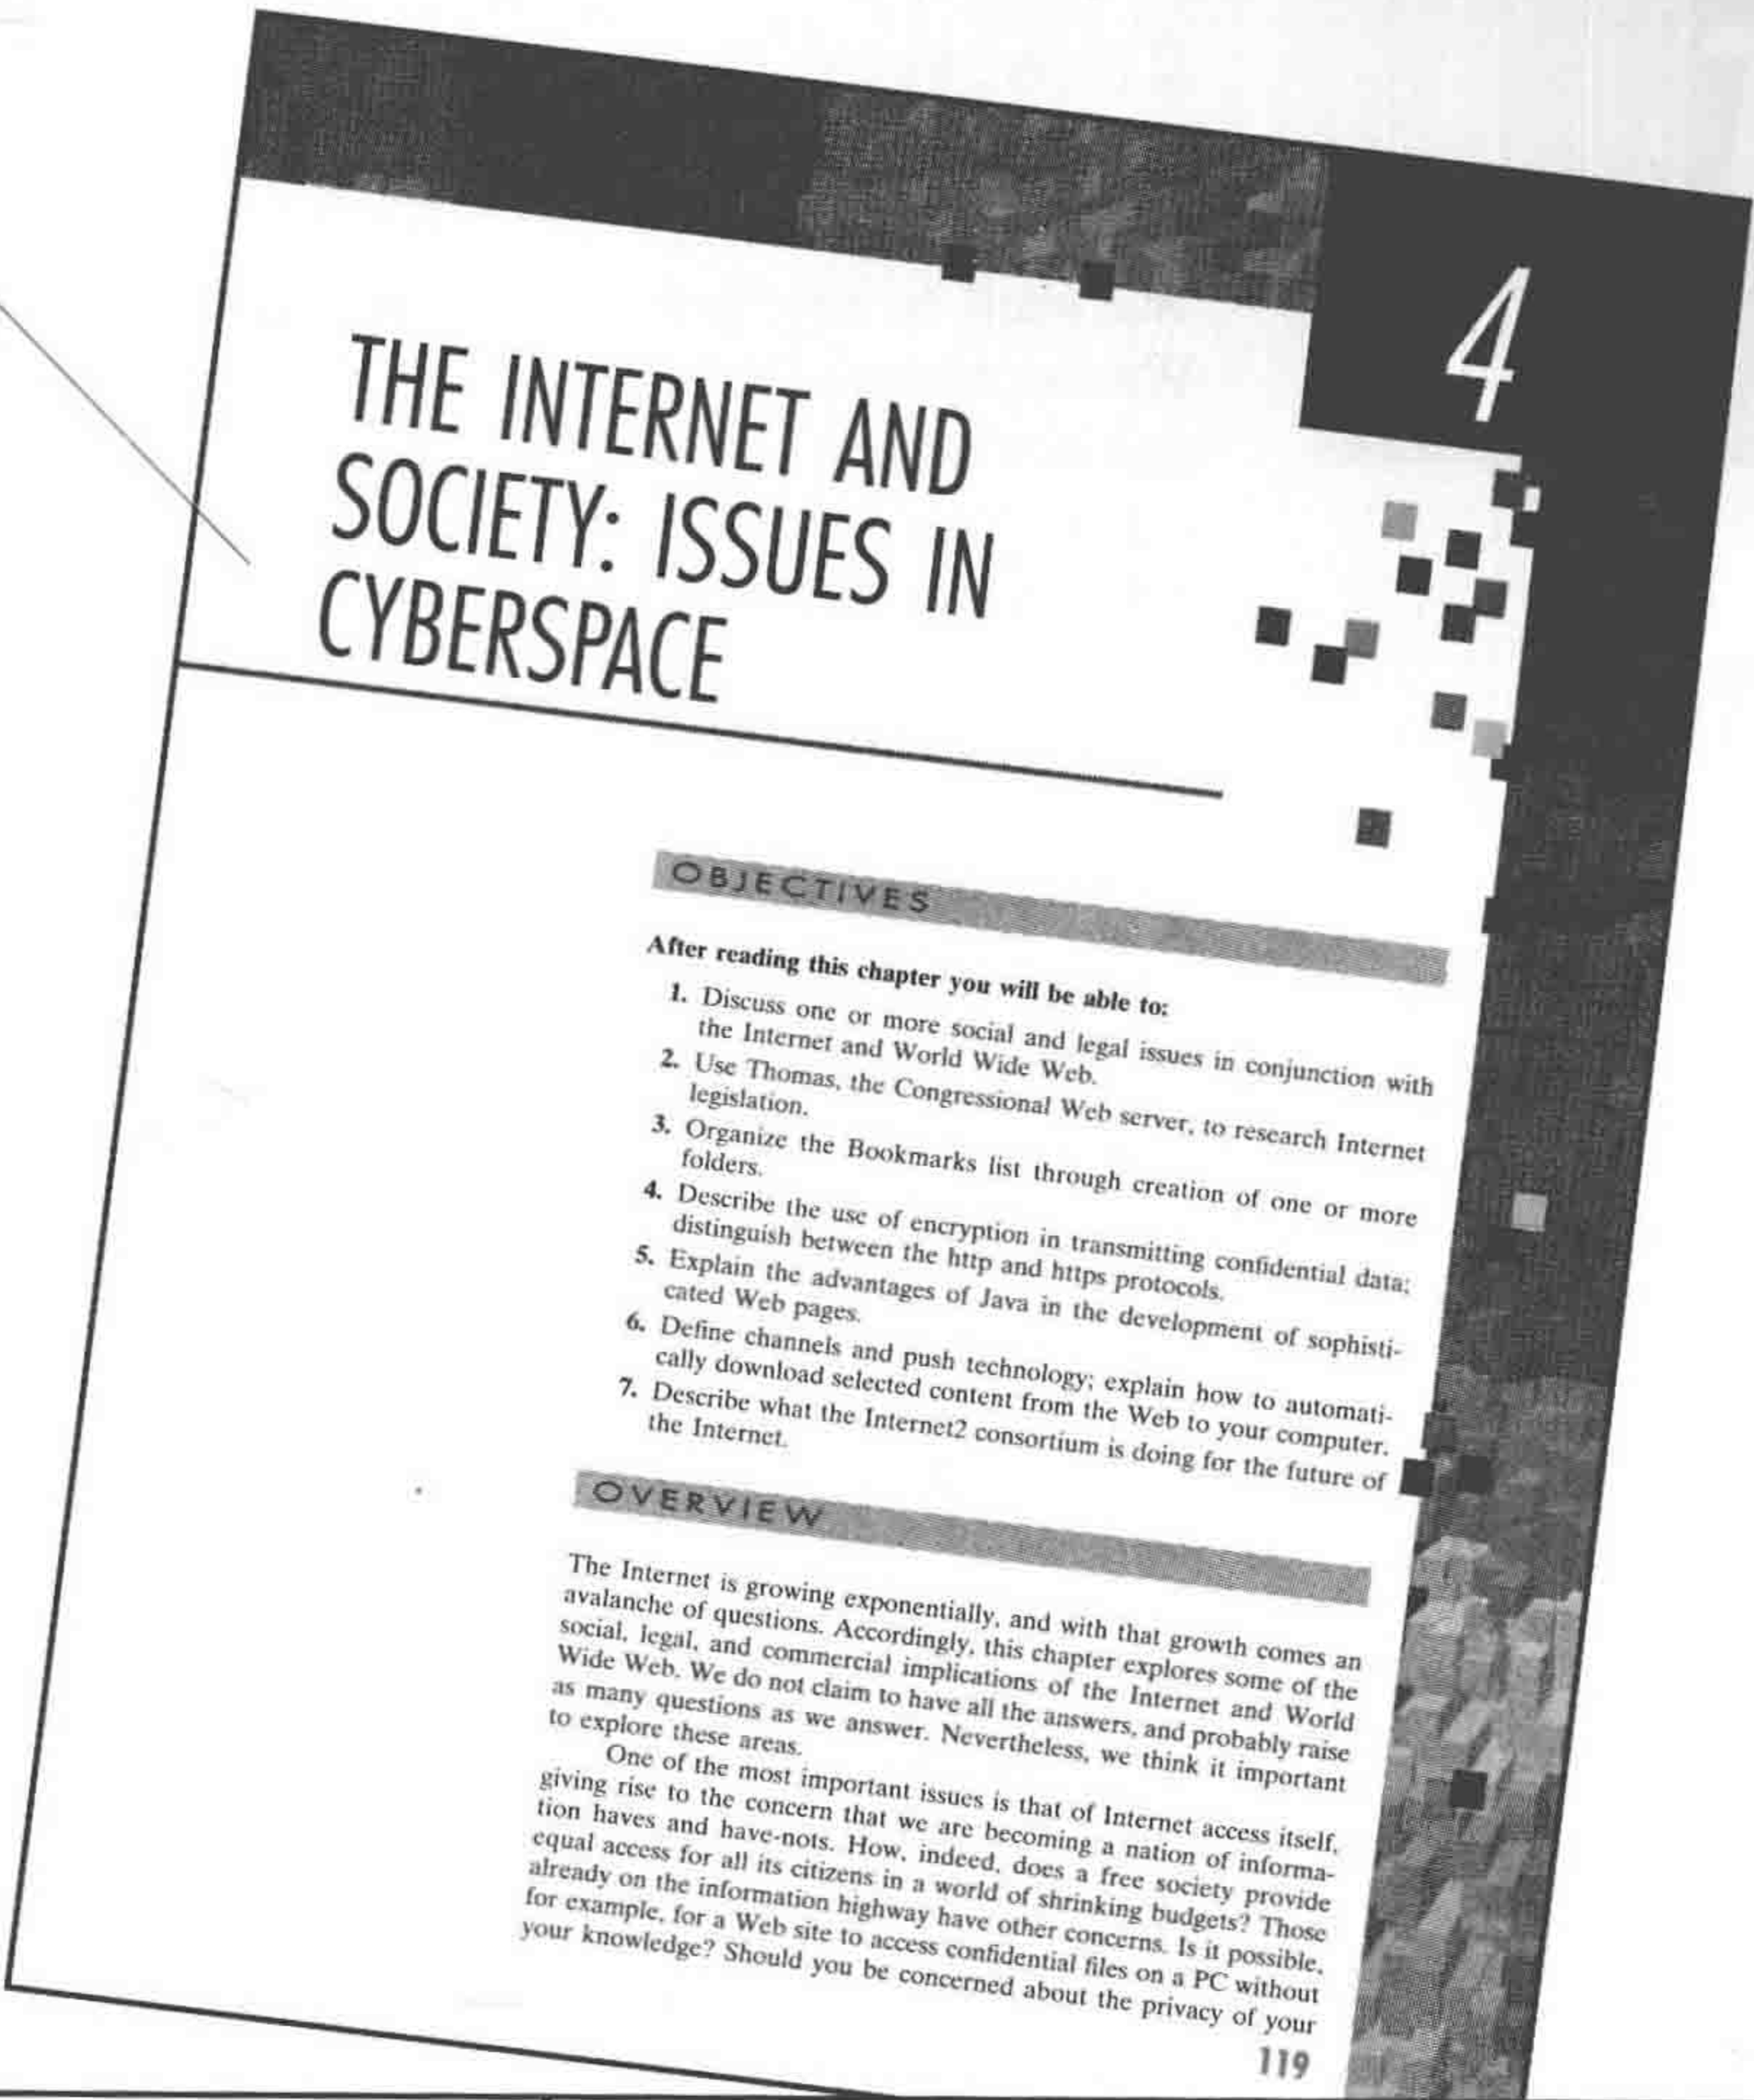 4
THE INTERNET AND
SOCIETY: ISSUES IN
CYBERSPACE
OBJECTIVES
After reading this chapter you will be able to:
1. Discuss one or more social and legal issues in conjunction with
the Internet and World Wide Web.
2. Use Thomas, the Congressional Web server, to research Internet
legislation.
3. Organize the Bookmarks list through creation of one or more
folders.
4. Describe the use of encryption in transmitting confidential data;
distinguish between the http and https protocols.
5. Explain the advantages of Java in the development of sophisti-
cated Web pages.
6. Define channels and push technology; explain how to automati-
cally download selected content from the Web to your computer.
7. Describe what the Internet2 consortium is doing for the future of
the Internet.
OVERVIEW
The Internet is growing exponentially, and with that growth comes an
avalanche of questions. Accordingly, this chapter explores some of the
social, legal, and commercial implications of the Internet and World
Wide Web. We do not claim to have all the answers, and probably raise
as many questions as we answer. Nevertheless, we think it important
to explore these areas.
One of the most important issues is that of Internet access itself,
giving rise to the concern that we are becoming a nation of informa-
tion haves and have-nots. How, indeed, does a free society provide
equal access for all its citizens in a world of shrinking budgets? Those
already on the information highway have other concerns. Is it possible,
for example, for a Web site to access confidential files on a PC without
your knowledge? Should you be concerned about the privacy of your
119